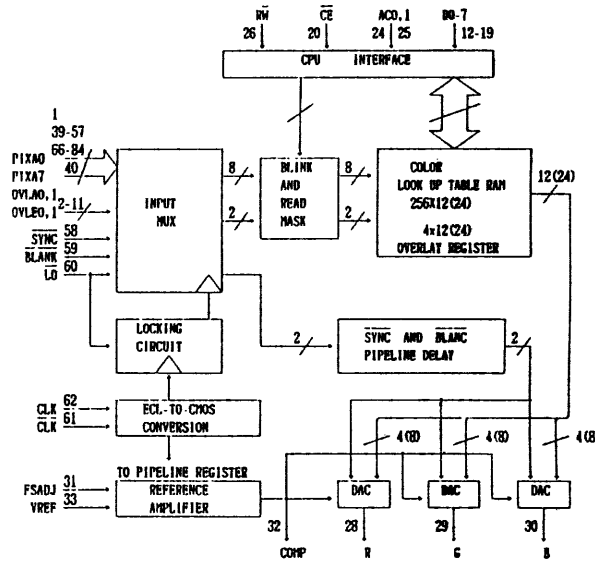 RW CE AC0,1 D0-7
26 20 24 25 12-19
CPU INTERFACE
1
39-57
66-84
PIXA0
PIXA7 40
OVLA0,1
OVLE0,1 2-11
SYNC 58
BLANK 59
LD 60
INPUT
MUX
8
2
BLINK
AND
READ
MASK
8
2
COLOR
LOOK UP TABLE RAM
256X12(24)
4x12(24)
OVERLAY REGISTER
12(24)
LOCKING
CIRCUIT
2
SYNC AND BLANC
PIPELINE DELAY
2
CLK 62
CLK 61
ECL-TO-CMOS
CONVERSION
4(8) 4(8) 4(8
TO PIPELINE REGISTER
FSADJ 31
VREF 33
REFERENCE
AMPLIFIER
DAC DAC DAC
32 28 29 30
COMP R G B